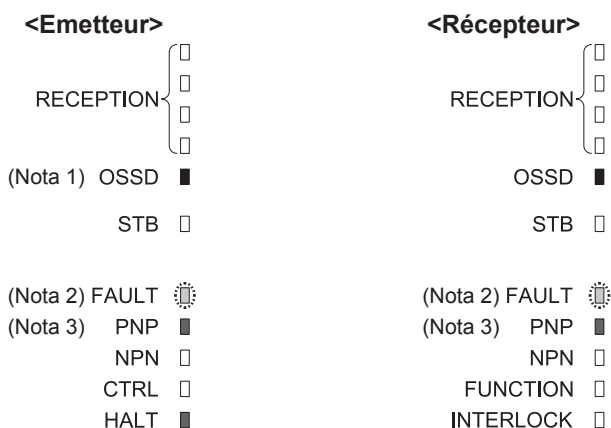 <Emetteur>
RECEPTION
(Nota 1) OSSD
STB
(Nota 2) FAULT
(Nota 3) PNP
NPN
CTRL
HALT
<Récepteur>
RECEPTION
OSSD
STB
(Nota 2) FAULT
(Nota 3) PNP
NPN
FUNCTION
INTERLOCK